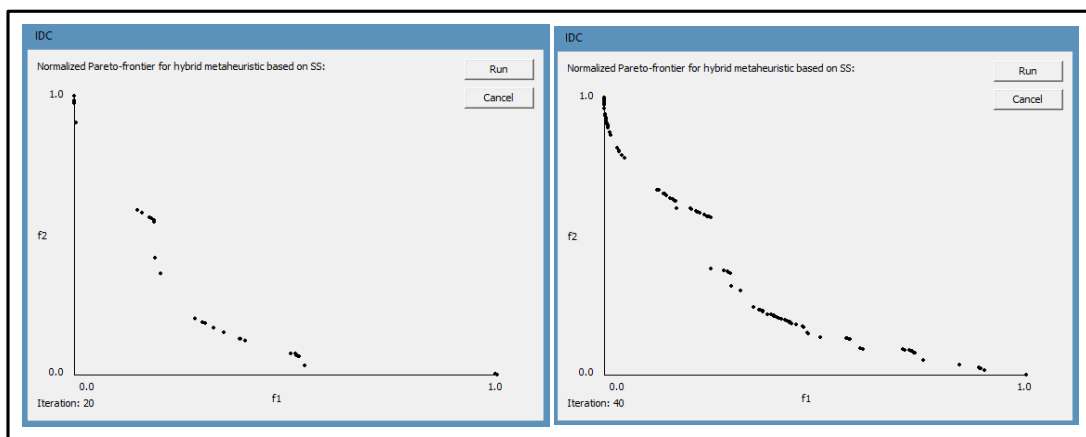 IDC
Normalized Pareto-frontier for hybrid metaheuristic based on SS:
Run
Cancel
1.0
f2
0.0
0.0
1.0
f1
Iteration: 20
IDC
Normalized Pareto-frontier for hybrid metaheuristic based on SS:
Run
Cancel
1.0
f2
0.0
0.0
1.0
f1
Iteration: 40